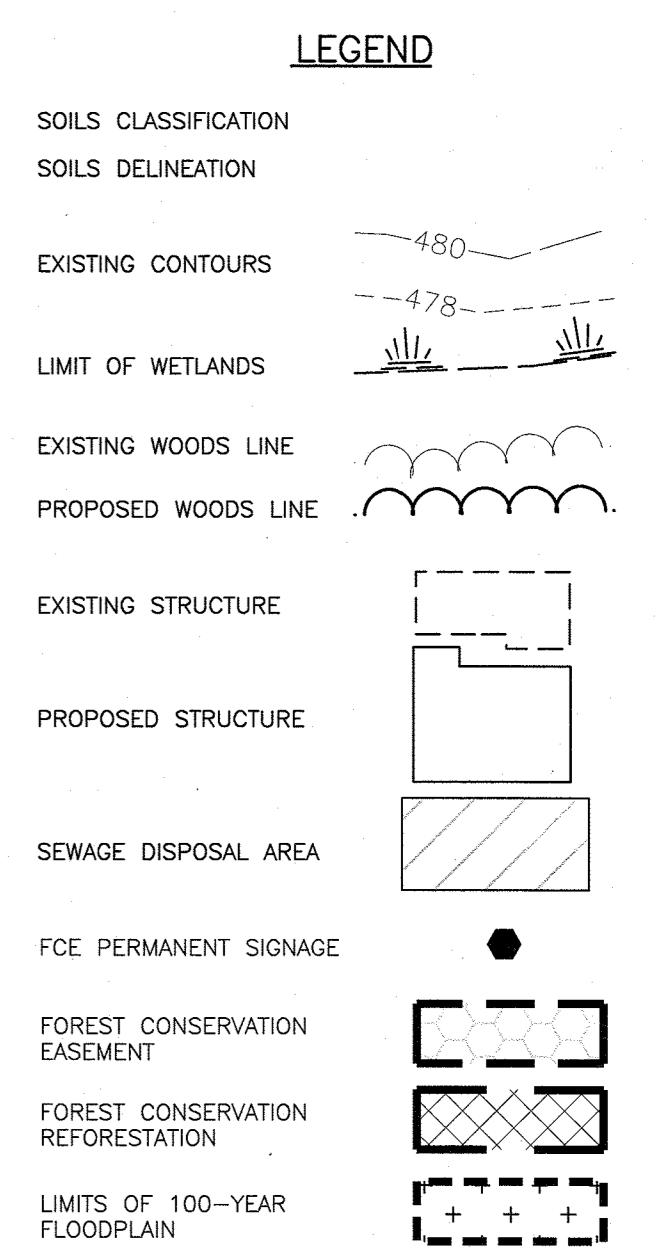 LEGEND
SOILS CLASSIFICATION
SOILS DELINEATION
EXISTING CONTOURS
480
478
LIMIT OF WETLANDS
EXISTING WOODS LINE
PROPOSED WOODS LINE
EXISTING STRUCTURE
PROPOSED STRUCTURE
SEWAGE DISPOSAL AREA
FCE PERMANENT SIGNAGE
FOREST CONSERVATION
EASEMENT
FOREST CONSERVATION
REFORESTATION
LIMITS OF 100-YEAR
FLOODPLAIN